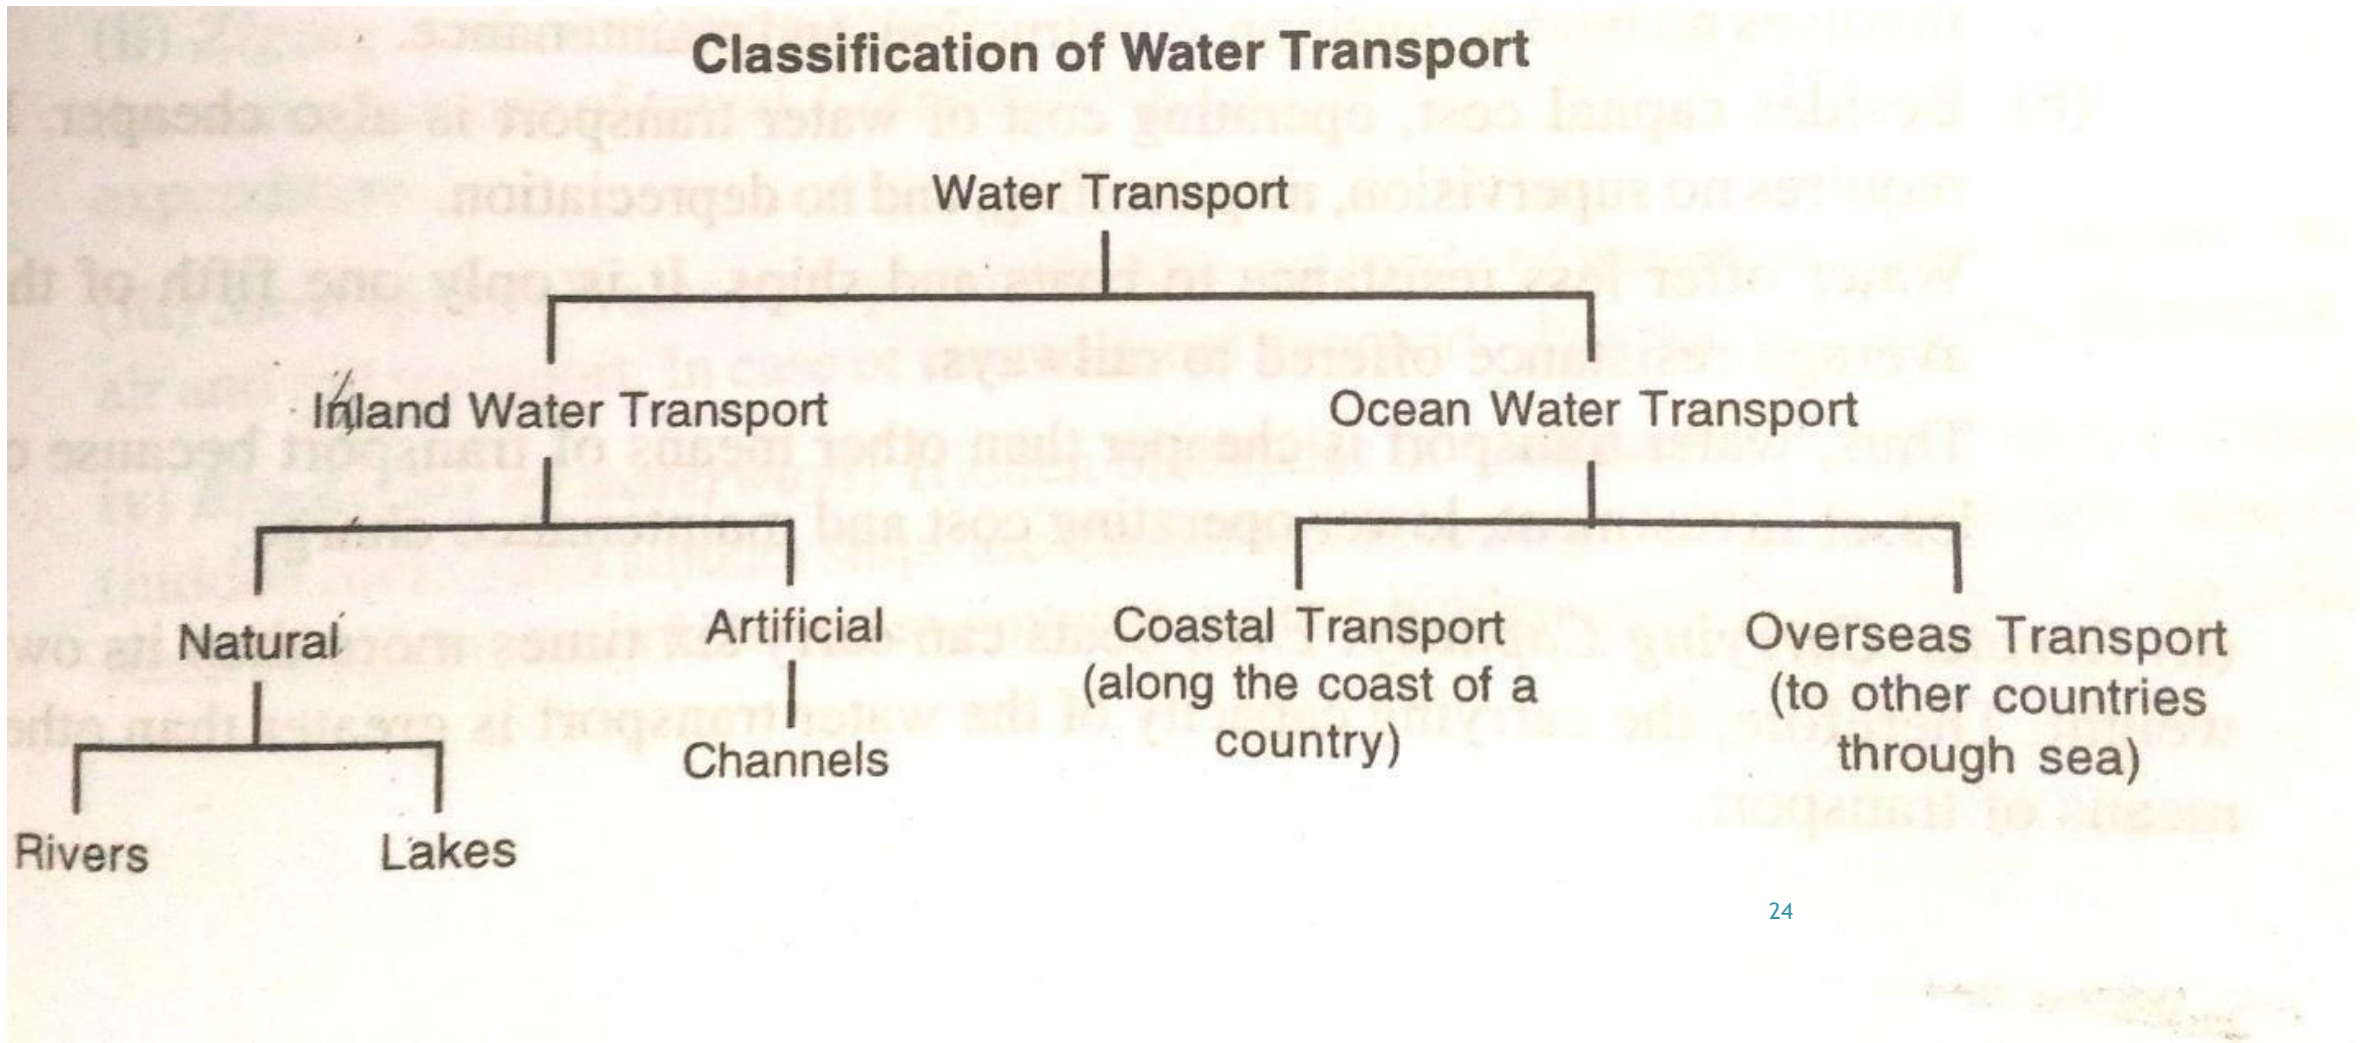 Classification of Water Transport
Water Transport
Inland Water Transport
Ocean Water Transport
Natural
Artificial
Coastal Transport
(along the coast of a
country)
Overseas Transport
(to other countries
through sea)
Channels
Rivers
Lakes
24